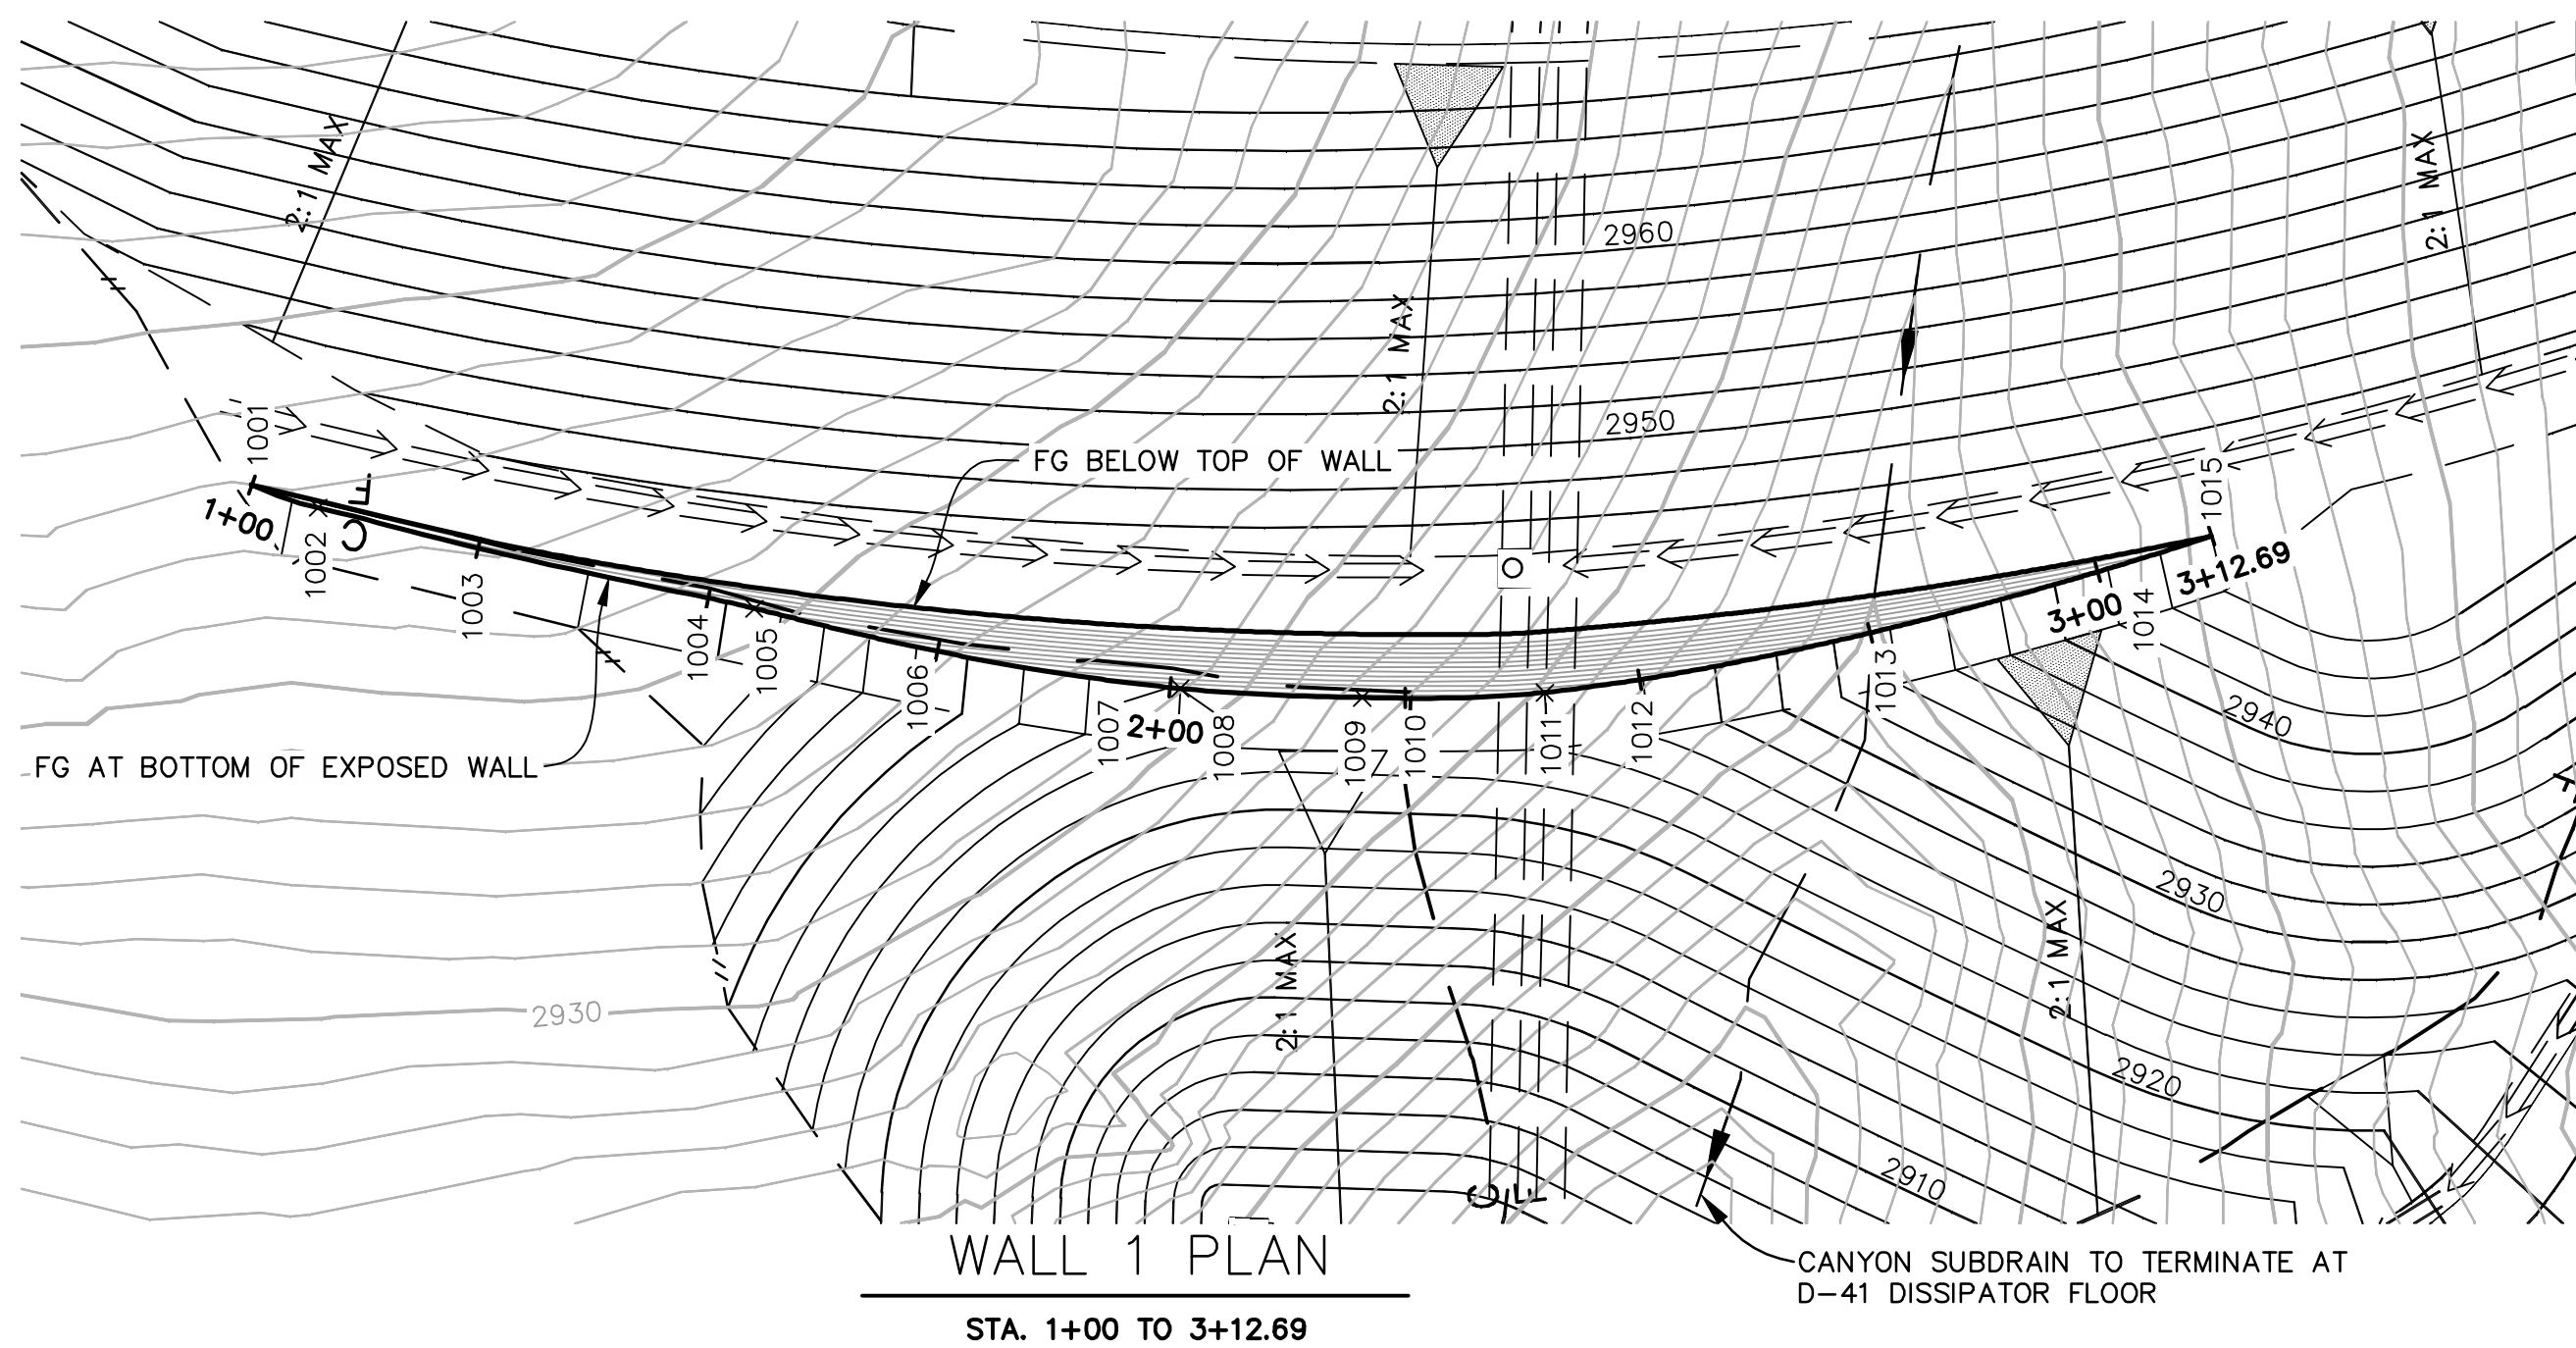 2:1 MAX
2:1 MAX
2:1 MAX
2960
2950
FG BELOW TOP OF WALL
1001
1+00
F
C
1002
1003
1004
1005
1006
1007
2+00
1008
1009
1010
1011
1012
1013
3+00
1014
1015
3+12.69
FG AT BOTTOM OF EXPOSED WALL
2940
2930
2930
2:1 MAX
2:1 MAX
2920
2910
C/F
CANYON SUBDRAIN TO TERMINATE AT
D-41 DISSIPATOR FLOOR
WALL 1 PLAN
STA. 1+00 TO 3+12.69